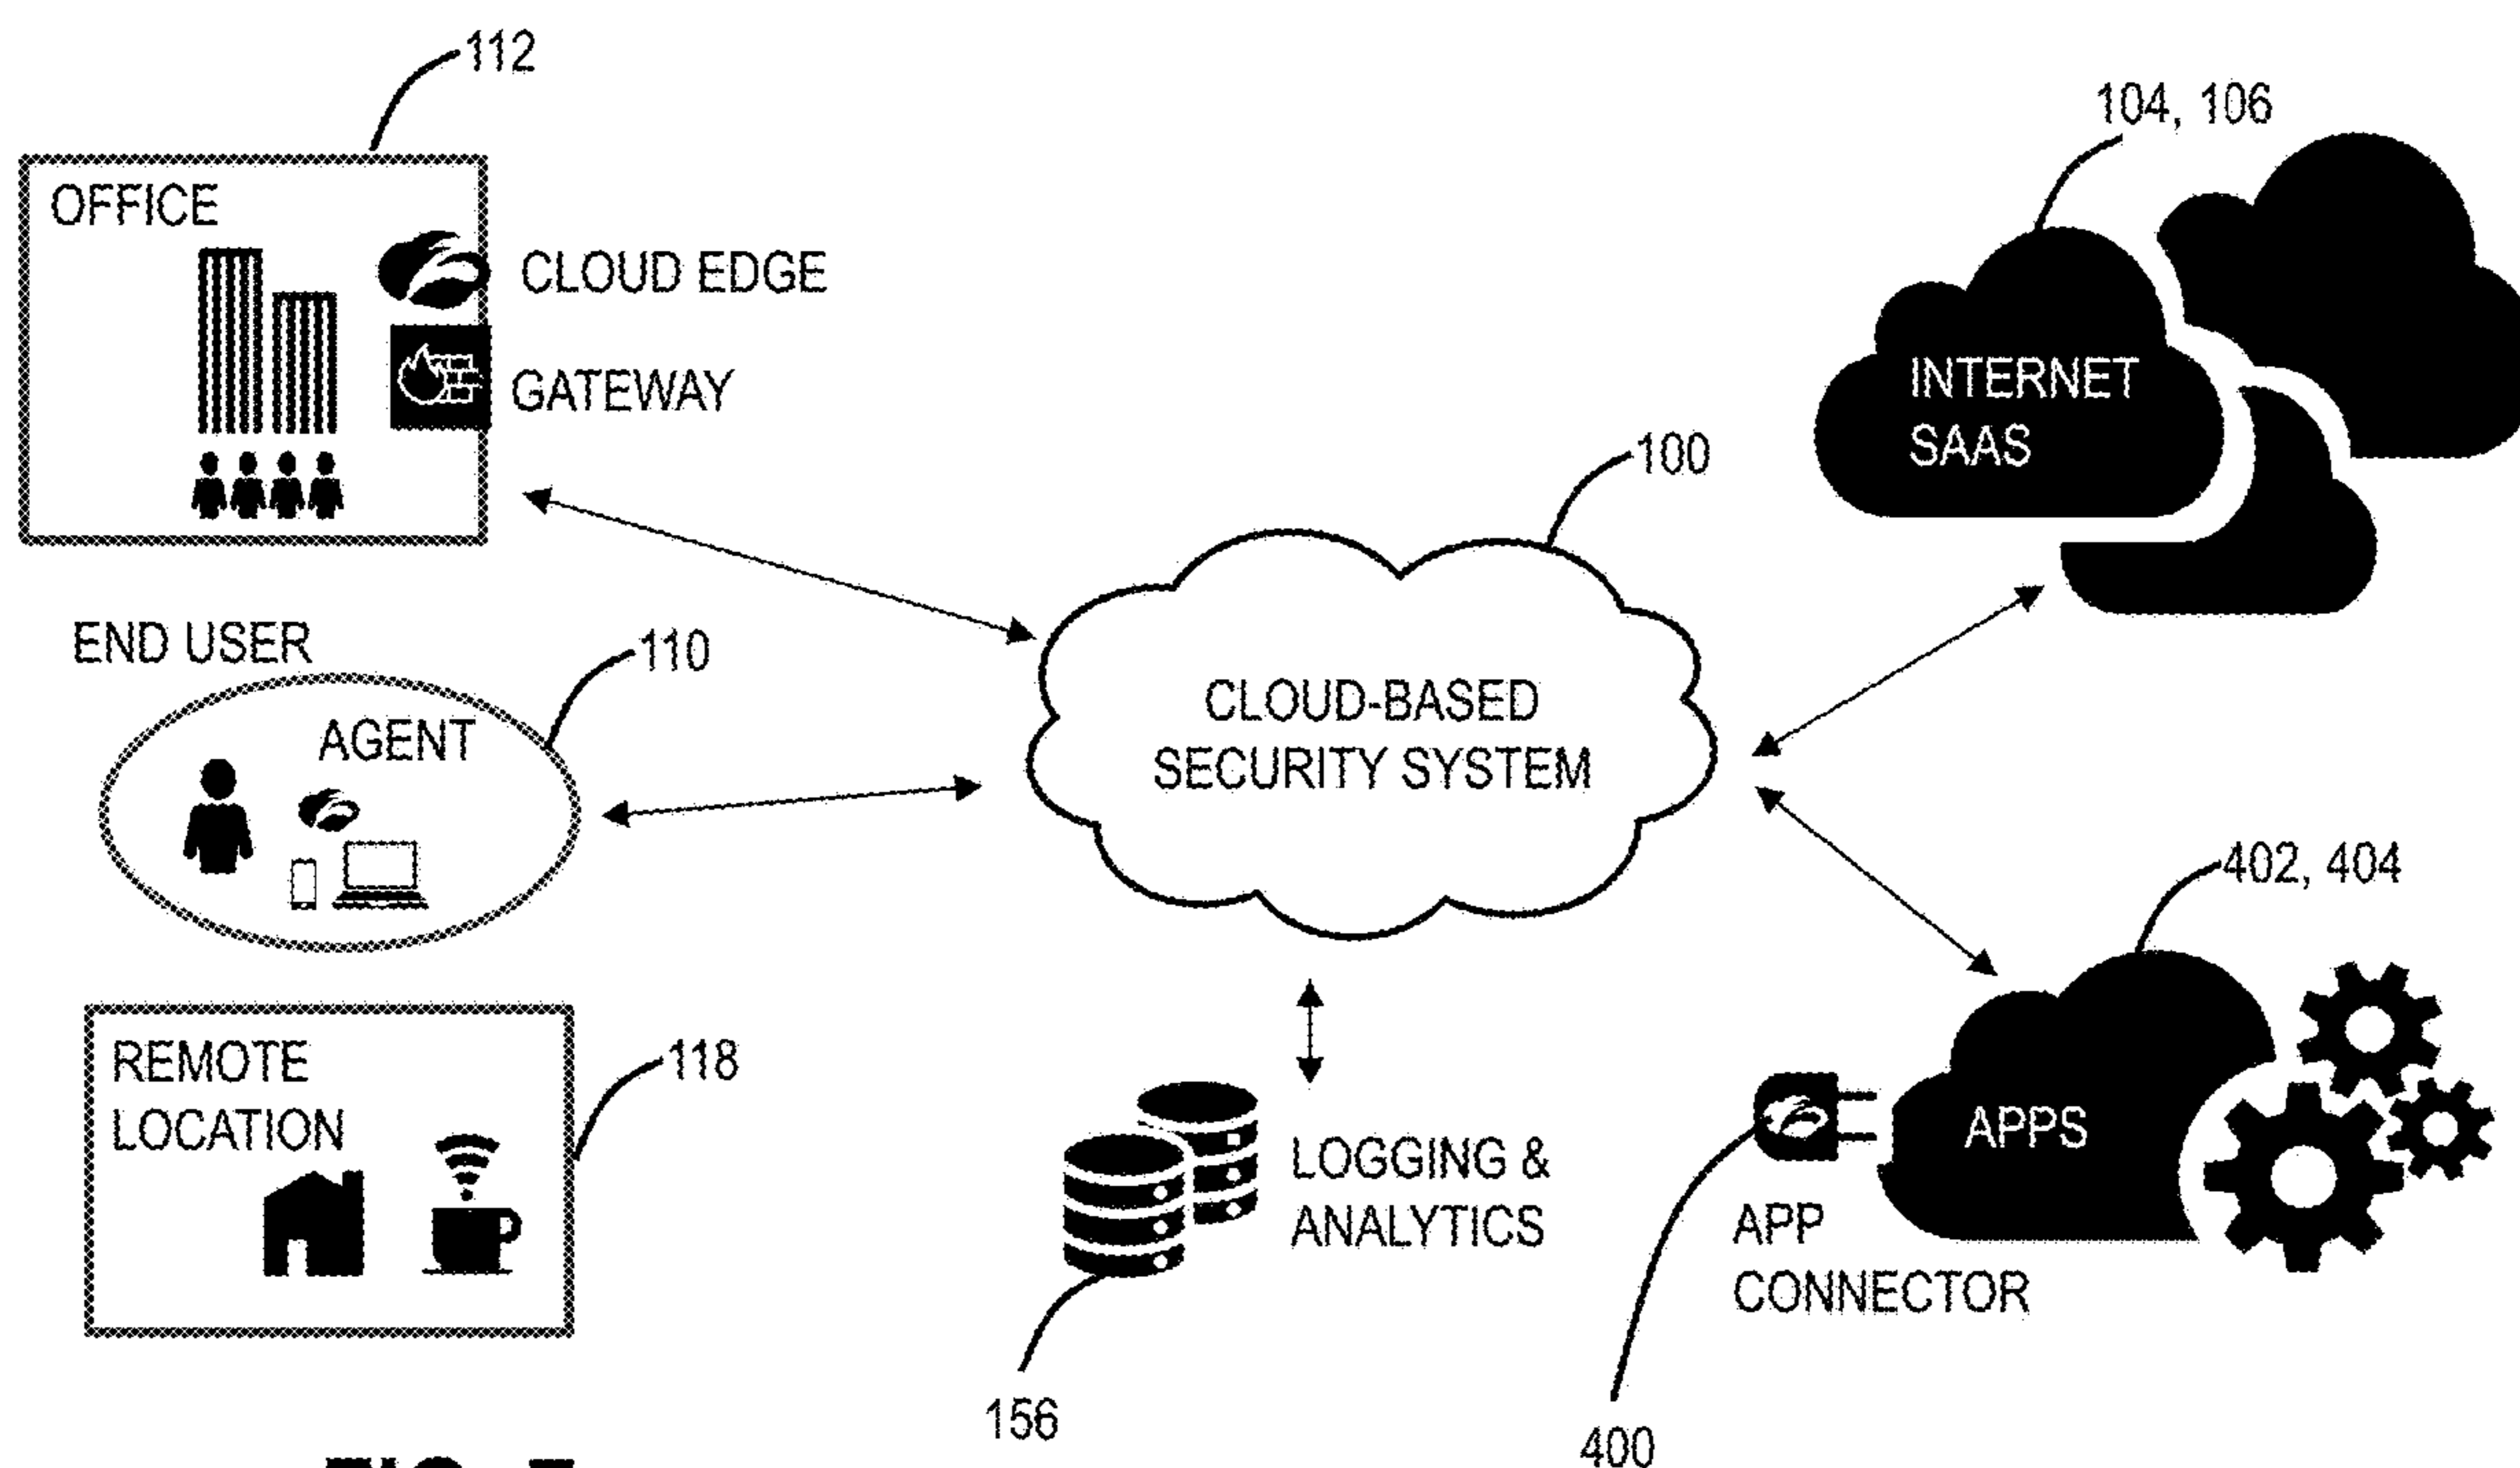 112
OFFICE
CLOUD EDGE
GATEWAY
104, 106
INTERNET
SAAS
100
CLOUD-BASED
SECURITY SYSTEM
END USER
110
AGENT
REMOTE
LOCATION
118
LOGGING &
ANALYTICS
156
402, 404
APPS
APP
CONNECTOR
400